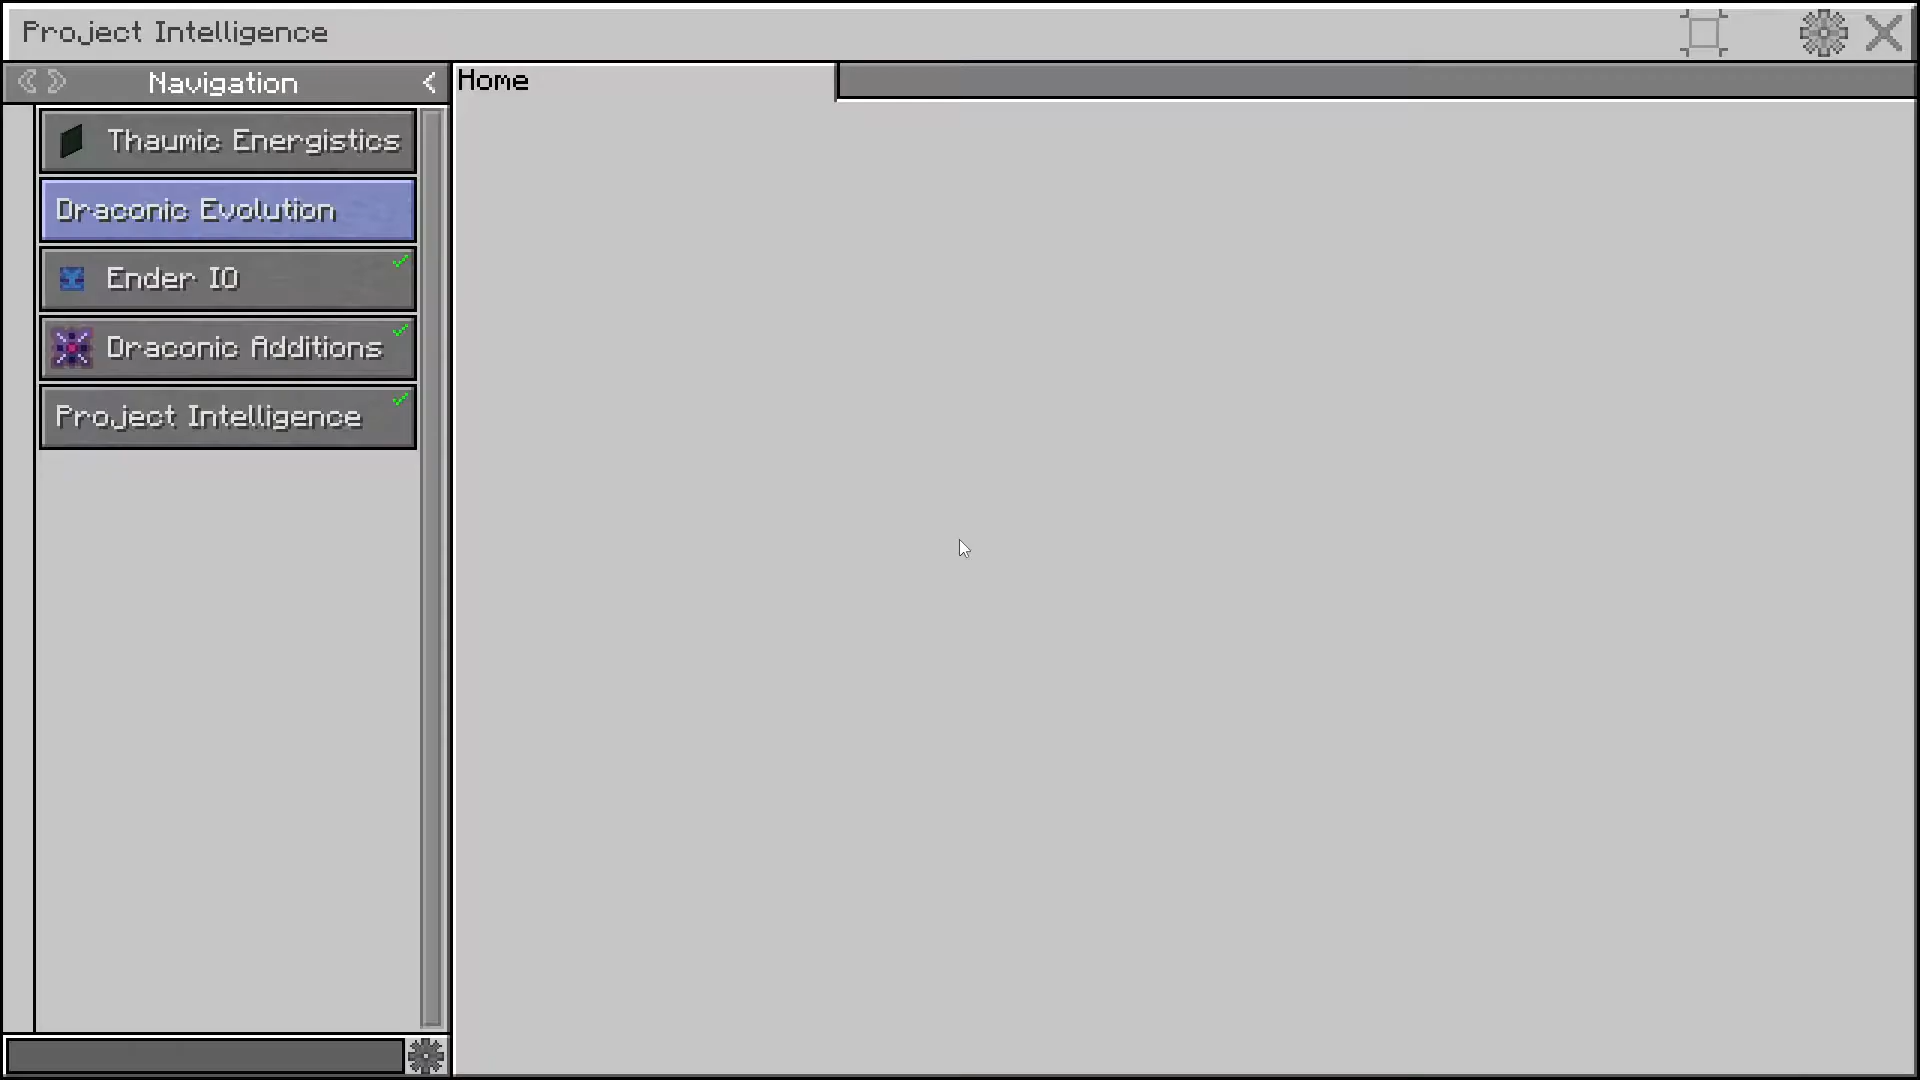 Project Intelligence
Navigation
Home
Thaumic Energistics
Draconic Evolution
Ender IO
Draconic Additions
Project Intelligence